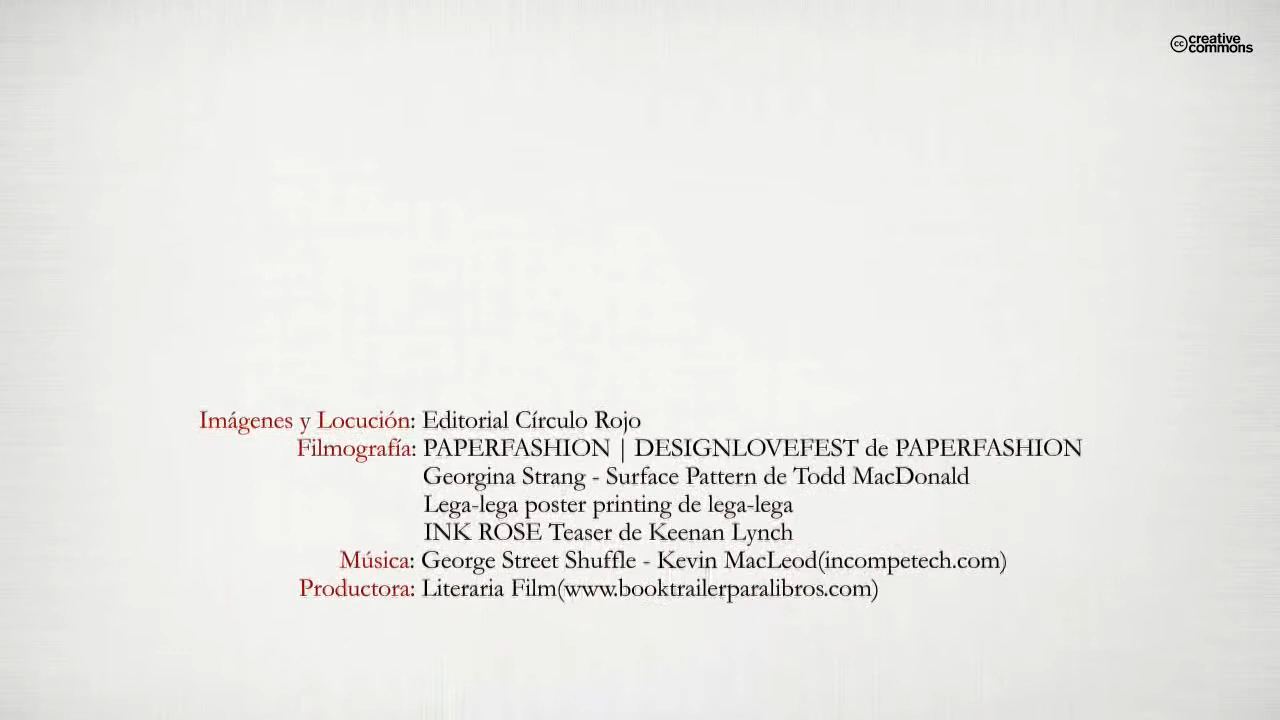 cc creative
commons
Imágenes y Locución: Editorial Círculo Rojo
Filmografía: PAPERFASHION | DESIGNLOVEFEST de PAPERFASHION
Georgina Strang - Surface Pattern de Todd MacDonald
Lega-lega poster printing de lega-lega
INK ROSE Teaser de Keenan Lynch
Música: George Street Shuffle - Kevin MacLeod(incompetech.com)
Productora: Literaria Film(www.booktrailerparalibros.com)